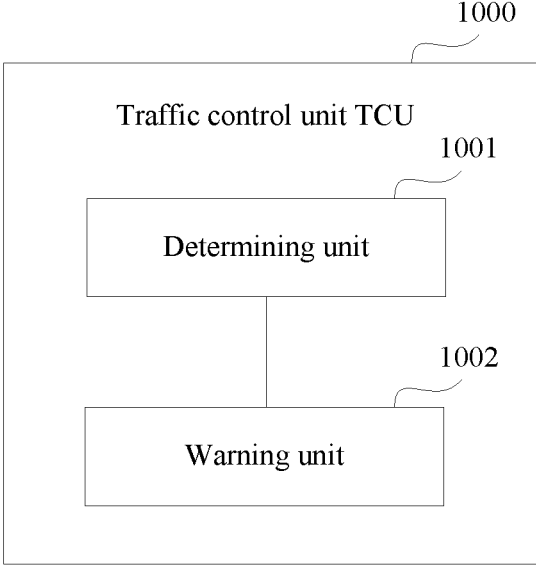 1000
Traffic control unit TCU
1001
Determining unit
1002
Warning unit